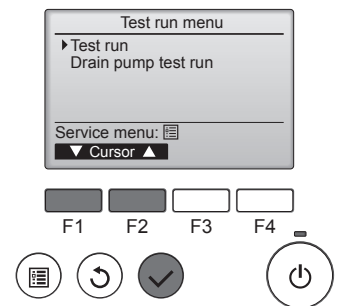 Test run menu
Test run
Drain pump test run
Service menu:
▼ Cursor ▲
F1 F2 F3 F4